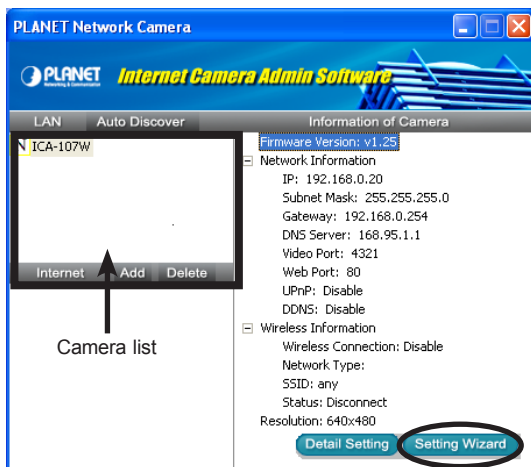 PLANET Network Camera
PLANET
Networking & Communication
Internet Camera Admin Software
LAN Auto Discover
Information of Camera
N ICA-107W
Internet Add Delete
Camera list
Firmware Version: v1.25
Network Information
IP: 192.168.0.20
Subnet Mask: 255.255.255.0
Gateway: 192.168.0.254
DNS Server: 168.95.1.1
Video Port: 4321
Web Port: 80
UPnP: Disable
DDNS: Disable
Wireless Information
Wireless Connection: Disable
Network Type:
SSID: any
Status: Disconnect
Resolution: 640x480
Detail Setting Setting Wizard